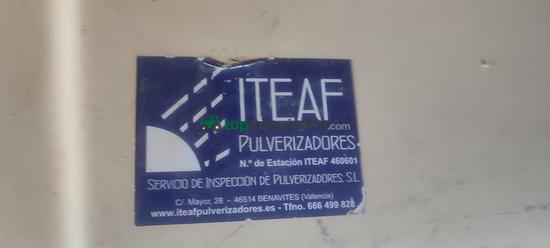 ITEAF
PULVERIZADORES
N.º de Estación ITEAF 460601
SERVICIO DE INSPECCIÓN DE PULVERIZADORES, S.L.
C/. Mayor, 28 - 46514 BENAVITES (Valencia)
www.iteafpulverizadores.es - Tfno. 666 499 828